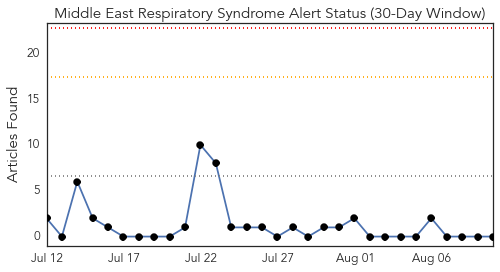 Middle East Respiratory Syndrome Alert Status (30-Day Window)
Articles Found
20
15
10
5
0
Jul 12 Jul 17 Jul 22 Jul 27 Aug 01 Aug 06